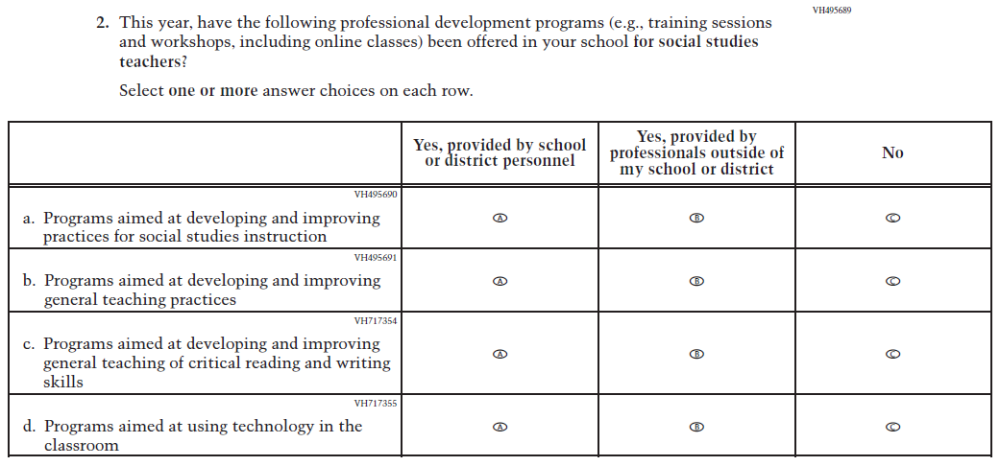 VH495689
2. This year, have the following professional development programs (e.g., training sessions
and workshops, including online classes) been offered in your school for social studies
teachers?
Select one or more answer choices on each row.
Yes, provided by school
or district personnel
Yes, provided by
professionals outside of
my school or district
No
VH495690
a. Programs aimed at developing and improving
practices for social studies instruction
A
B
C
VH495691
b. Programs aimed at developing and improving
general teaching practices
A
B
C
VH717354
c. Programs aimed at developing and improving
general teaching of critical reading and writing
skills
A
B
C
VH717355
d. Programs aimed at using technology in the
classroom
A
B
C